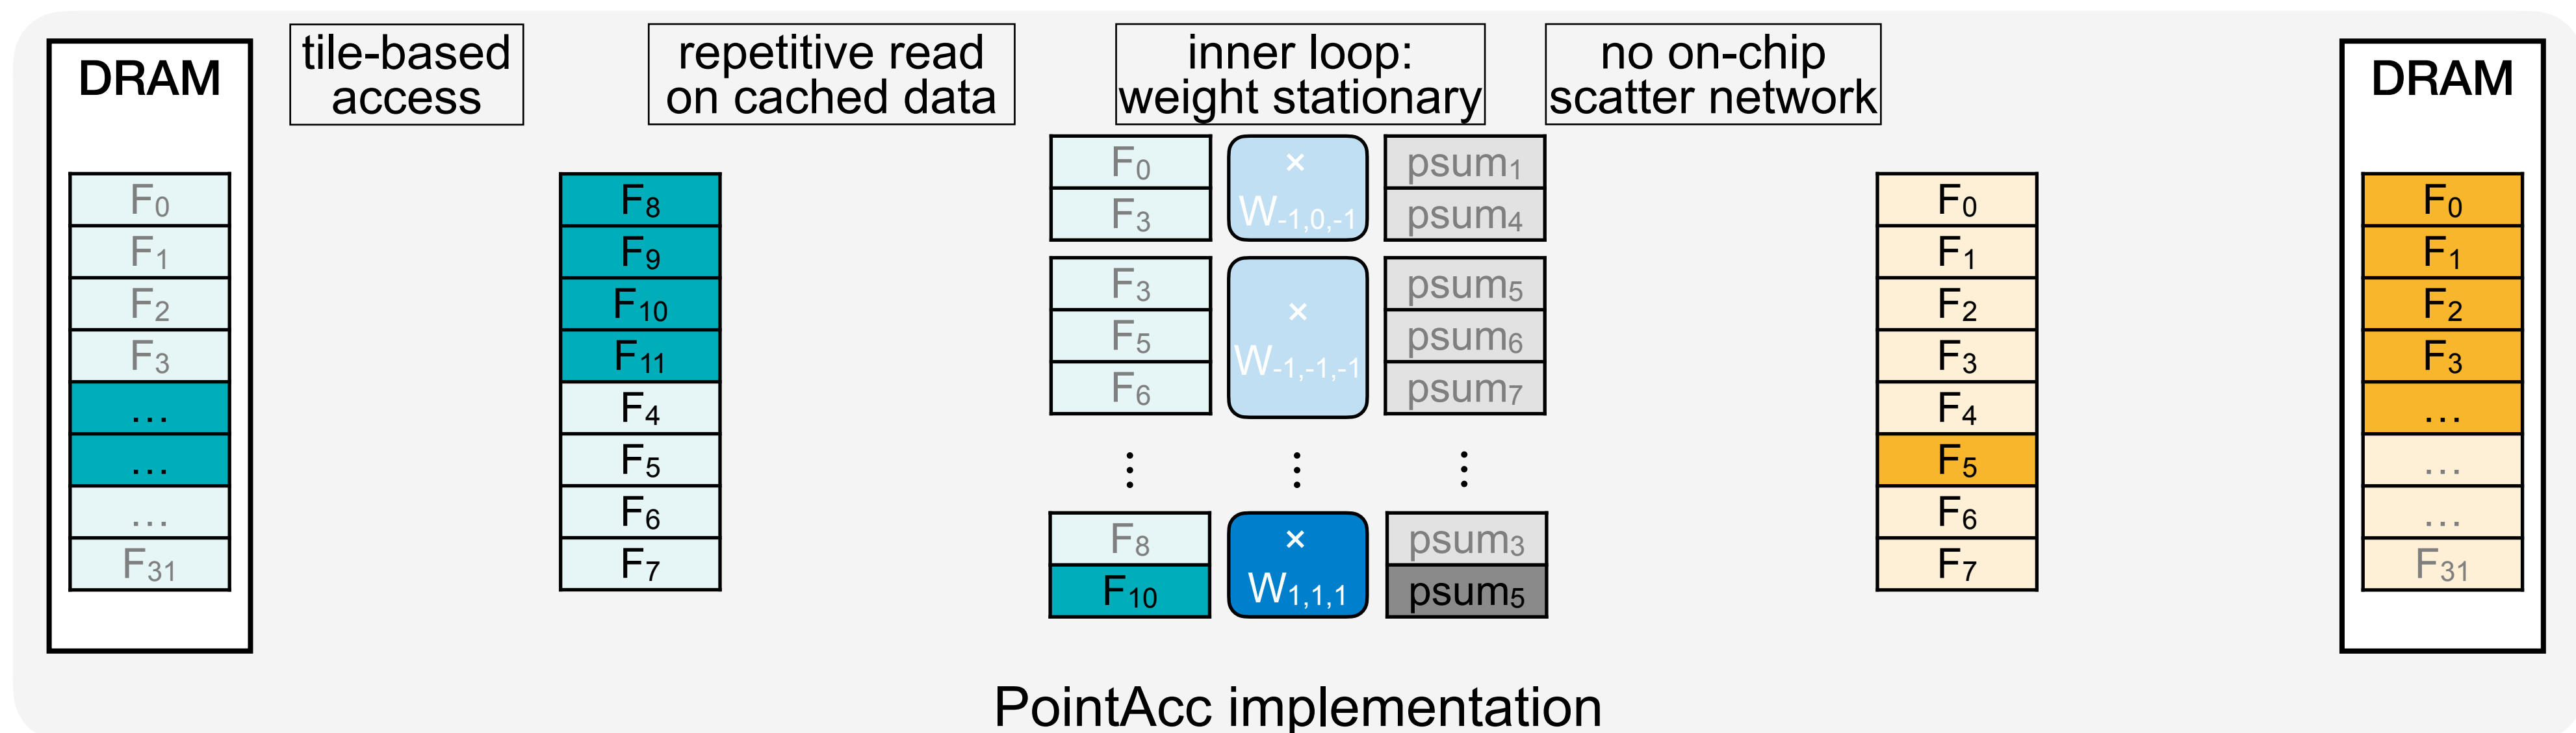 DRAM
F0
F1
F2
F3
...
...
...
F31
tile-based
access
F8
F9
F10
F11
F4
F5
F6
F7
repetitive read
on cached data
inner loop:
weight stationary
F0
F3
×
W-1,0,-1
psum1
psum4
F3
F5
F6
×
W-1,-1,-1
psum5
psum6
psum7
⋮ ⋮ ⋮
F8
F10
×
W1,1,1
psum3
psum5
no on-chip
scatter network
F0
F1
F2
F3
F4
F5
F6
F7
DRAM
F0
F1
F2
F3
...
...
...
F31
PointAcc implementation